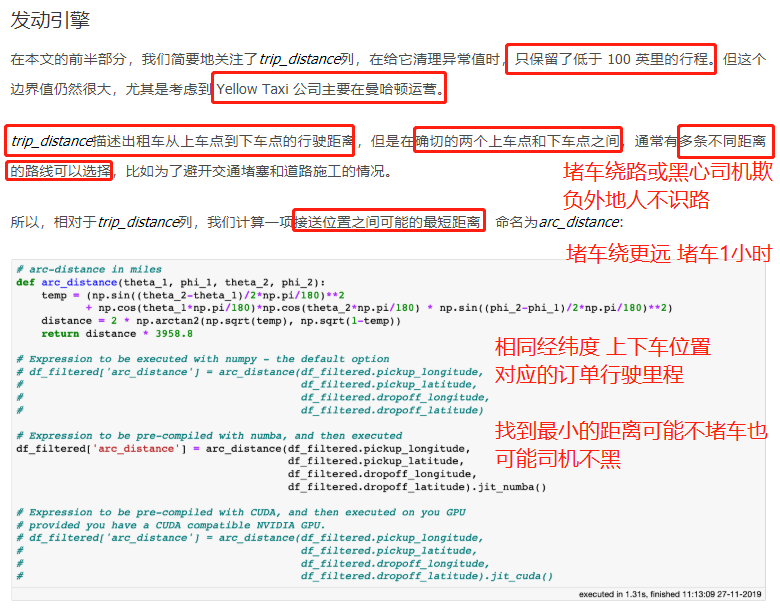 发动引擎
在本文的前半部分，我们简要地关注了trip_distance列，在给它清理异常值时，只保留了低于 100 英里的行程。但这个
边界值仍然很大，尤其是考虑到 Yellow Taxi 公司主要在曼哈顿运营。
trip_distance描述出租车从上车点到下车点的行驶距离，但是在确切的两个上车点和下车点之间，通常有多条不同距离
的路线可以选择，比如为了避开交通堵塞和道路施工的情况。
堵车绕路或黑心司机欺
负外地人不识路
所以，相对于trip_distance列，我们计算一项接送位置之间可能的最短距离，命名为arc_distance:
堵车绕更远 堵车1小时
# arc-distance in miles
def arc_distance(theta_1, phi_1, theta_2, phi_2):
    temp = (np.sin((theta_2-theta_1)/2*np.pi/180)**2
           + np.cos(theta_1*np.pi/180)*np.cos(theta_2*np.pi/180) * np.sin((phi_2-phi_1)/2*np.pi/180)**2)
    distance = 2 * np.arctan2(np.sqrt(temp), np.sqrt(1-temp))
    return distance * 3958.8
相同经纬度 上下车位置
对应的订单行驶里程
# Expression to be executed with numpy - the default option
# df_filtered['arc_distance'] = arc_distance(df_filtered.pickup_longitude,
#                                            df_filtered.pickup_latitude,
#                                            df_filtered.dropoff_longitude,
#                                            df_filtered.dropoff_latitude)
找到最小的距离可能不堵车也
可能司机不黑
# Expression to be pre-compiled with numba, and then executed
df_filtered['arc_distance'] = arc_distance(df_filtered.pickup_longitude,
                                           df_filtered.pickup_latitude,
                                           df_filtered.dropoff_longitude,
                                           df_filtered.dropoff_latitude).jit_numba()
# Expression to be pre-compiled with CUDA, and then executed on you GPU
# provided you have a CUDA compatible NVIDIA GPU.
# df_filtered['arc_distance'] = arc_distance(df_filtered.pickup_longitude,
#                                            df_filtered.pickup_latitude,
#                                            df_filtered.dropoff_longitude,
#                                            df_filtered.dropoff_latitude).jit_cuda()
executed in 1.31s, finished 11:13:09 27-11-2019